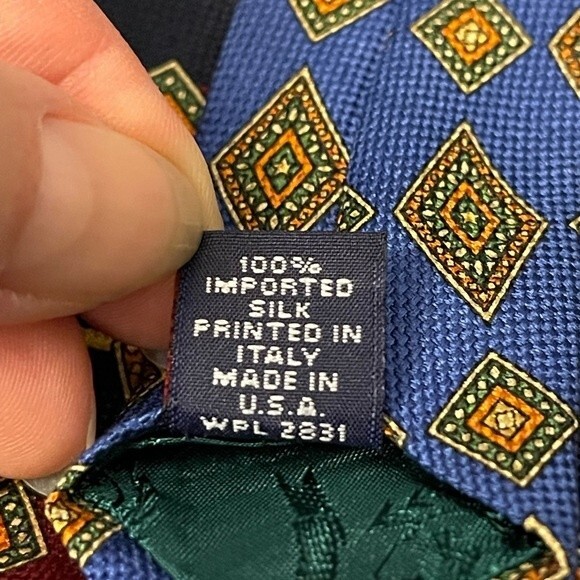 100%
IMPORTED
SILK
PRINTED IN
ITALY
MADE IN
U.S.A.
WPL 2831